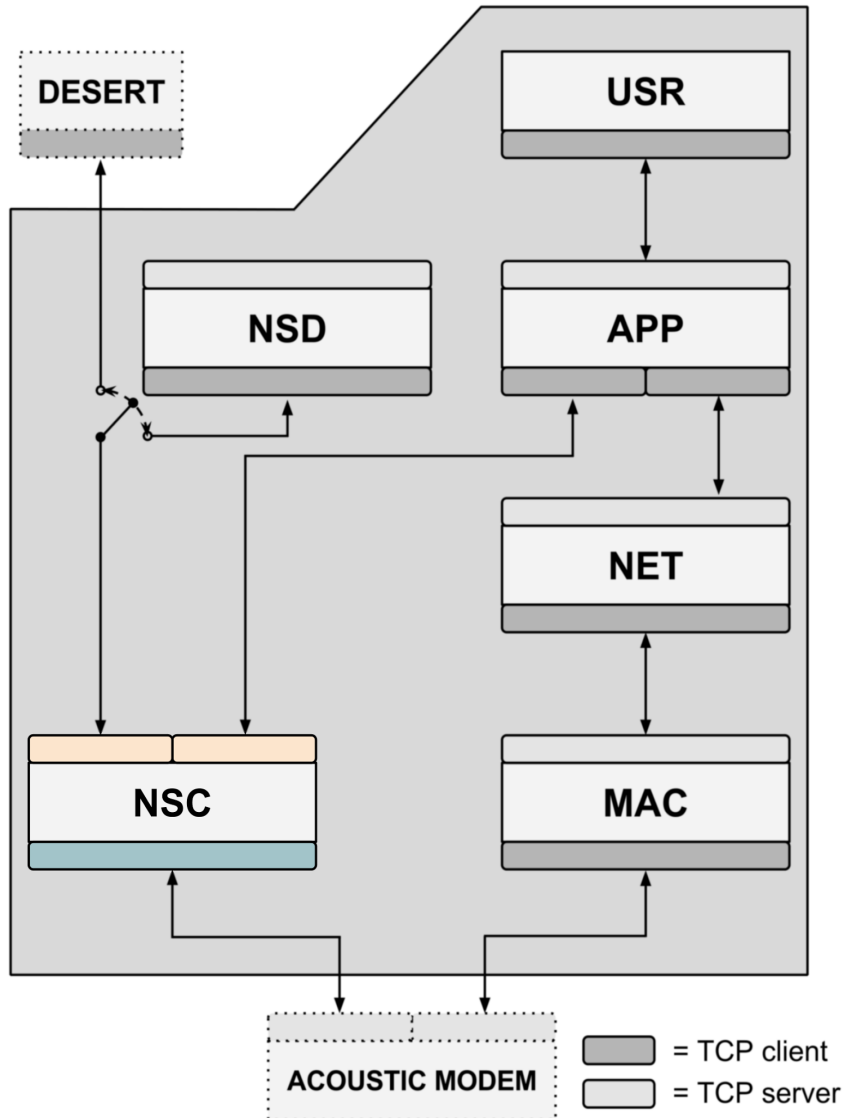 DESERT
USR
NSD
APP
NET
NSC
MAC
ACOUSTIC MODEM
= TCP client
= TCP server